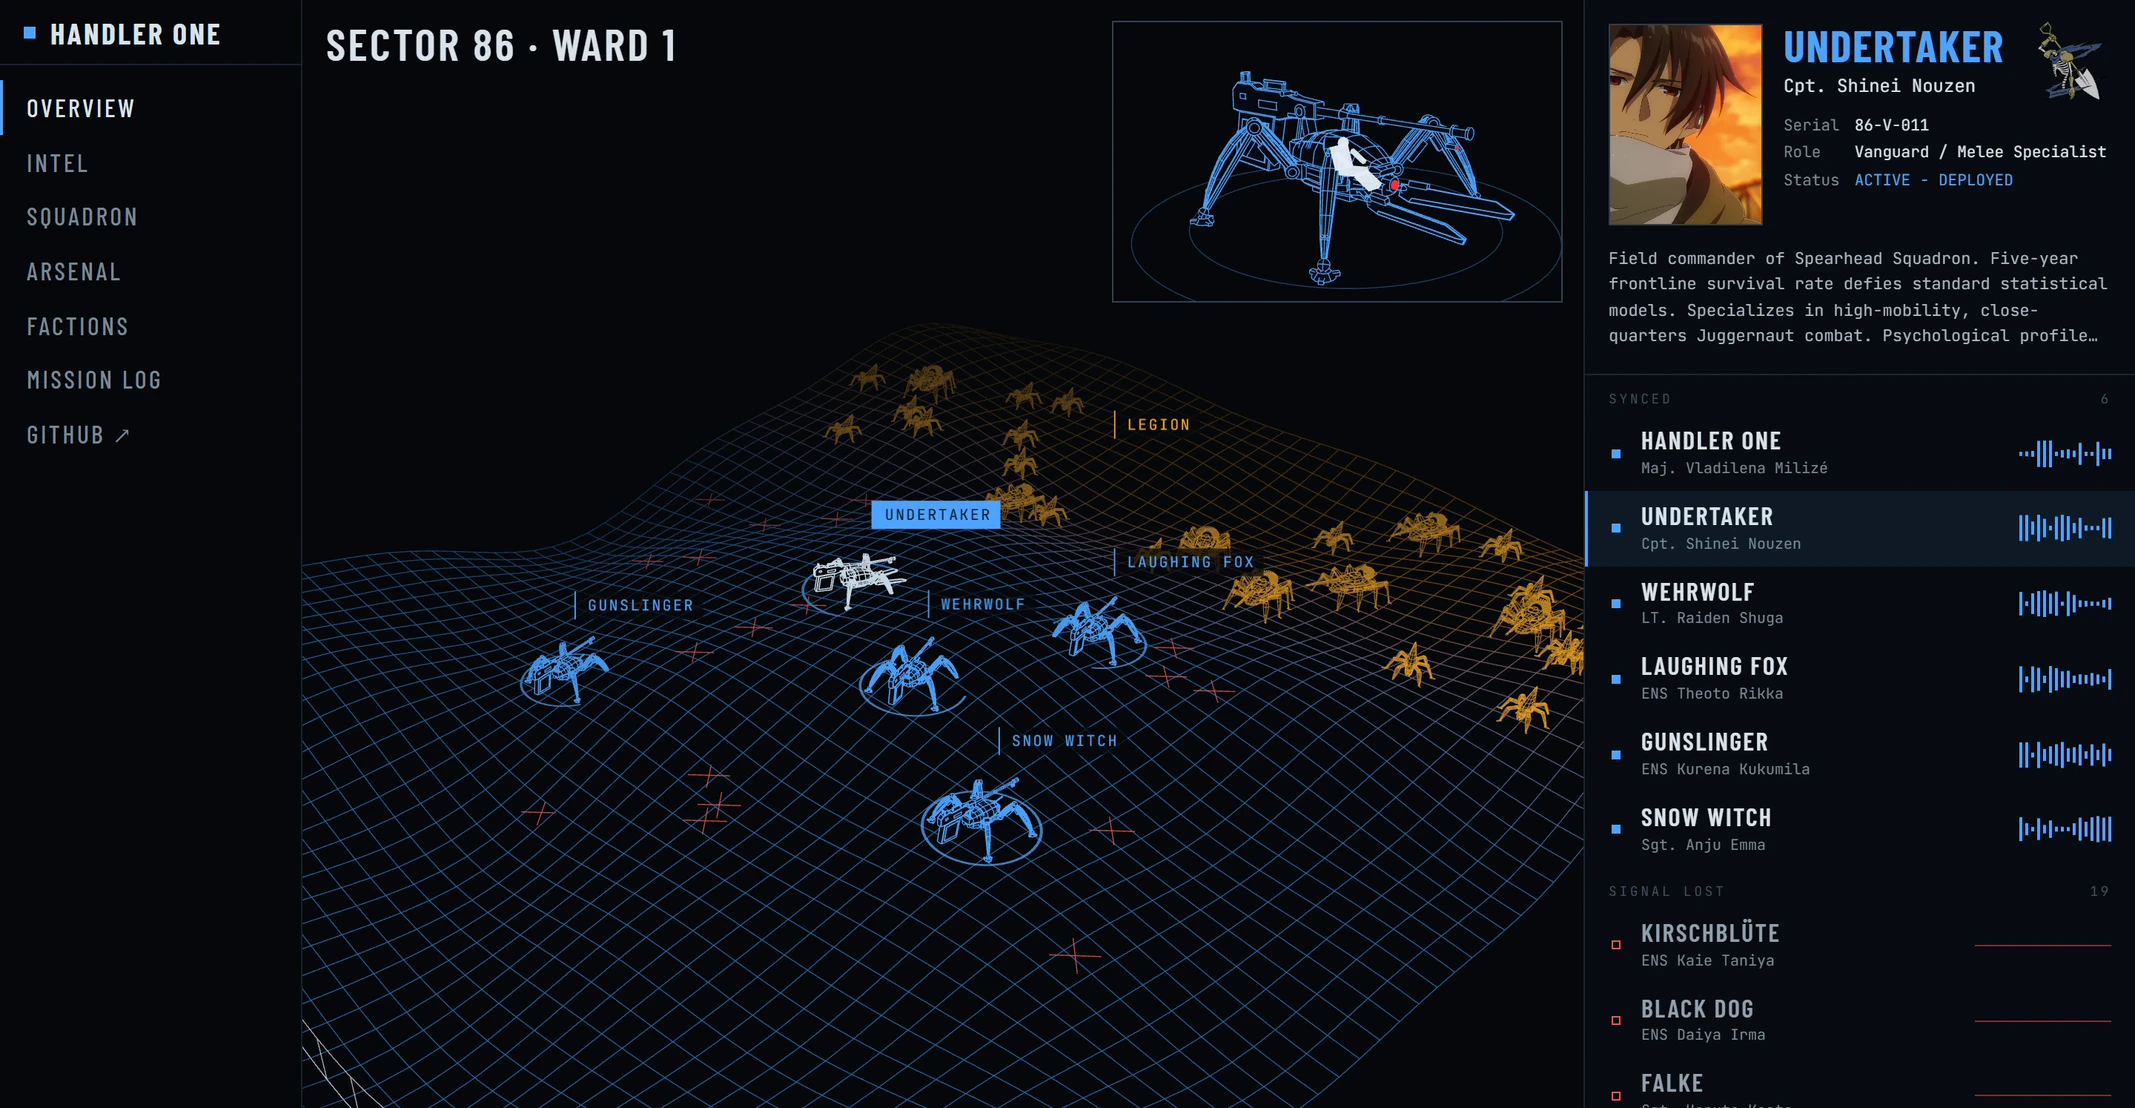 HANDLER ONE
OVERVIEW
INTEL
SQUADRON
ARSENAL
FACTIONS
MISSION LOG
GITHUB ↗
SECTOR 86 · WARD 1
LEGION
UNDERTAKER
LAUGHING FOX
GUNSLINGER
WEHRWOLF
SNOW WITCH
UNDERTAKER
Cpt. Shinei Nouzen
Serial 86-V-011
Role Vanguard / Melee Specialist
Status ACTIVE - DEPLOYED
Field commander of Spearhead Squadron. Five-year
frontline survival rate defies standard statistical
models. Specializes in high-mobility, close-
quarters Juggernaut combat. Psychological profile…
SYNCED 6
HANDLER ONE
Maj. Vladilena Milizé
UNDERTAKER
Cpt. Shinei Nouzen
WEHRWOLF
LT. Raiden Shuga
LAUGHING FOX
ENS Theoto Rikka
GUNSLINGER
ENS Kurena Kukumila
SNOW WITCH
Sgt. Anju Emma
SIGNAL LOST 19
KIRSCHBLÜTE
ENS Kaie Taniya
BLACK DOG
ENS Daiya Irma
FALKE